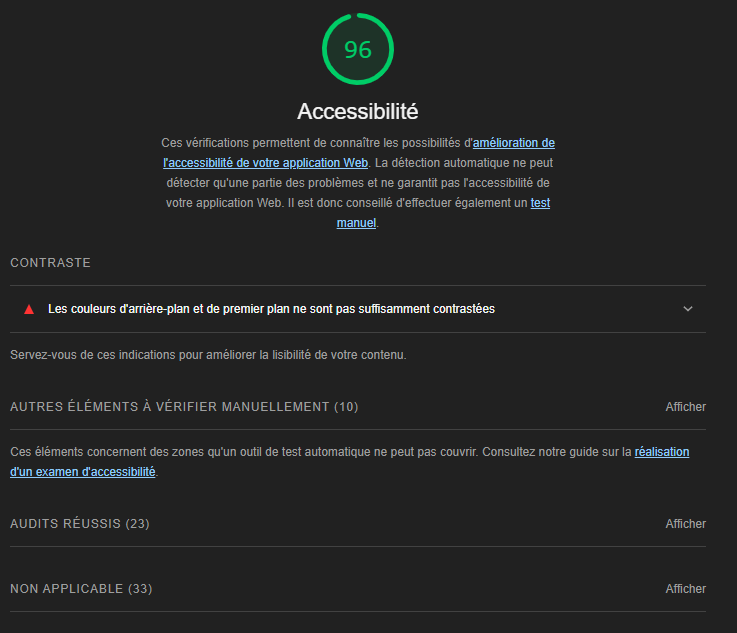 96
Accessibilité
Ces vérifications permettent de connaître les possibilités d'amélioration de
l'accessibilité de votre application Web. La détection automatique ne peut
détecter qu'une partie des problèmes et ne garantit pas l'accessibilité de
votre application Web. Il est donc conseillé d'effectuer également un test
manuel.
CONTRASTE
Les couleurs d'arrière-plan et de premier plan ne sont pas suffisamment contrastées
Servez-vous de ces indications pour améliorer la lisibilité de votre contenu.
AUTRES ÉLÉMENTS À VÉRIFIER MANUELLEMENT (10) Afficher
Ces éléments concernent des zones qu'un outil de test automatique ne peut pas couvrir. Consultez notre guide sur la réalisation
d'un examen d'accessibilité.
AUDITS RÉUSSIS (23) Afficher
NON APPLICABLE (33) Afficher